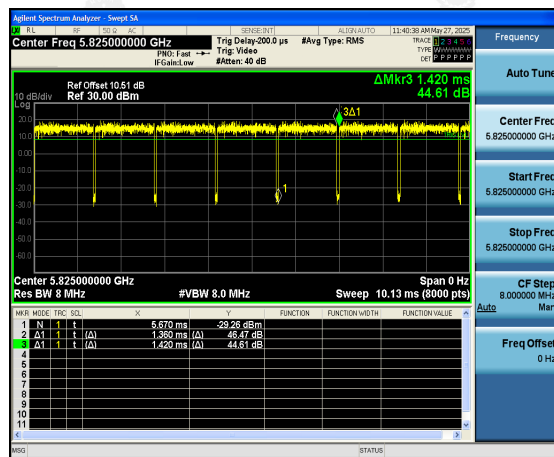 Agilent Spectrum Analyzer - Swept SA
RL RF 50 Ω AC SENSE:INT ALIGNAUTO 11:40:38 AM May 27, 2025
Center Freq 5.825000000 GHz
PNO: Fast
IFGain:Low
Trig Delay-200.0 µs
Trig: Video
#Atten: 40 dB
#Avg Type: RMS
TRACE 1 2 3 4 5 6
TYPE
DET P P P P P P
Frequency
Auto Tune
Center Freq
5.825000000 GHz
Start Freq
5.825000000 GHz
Stop Freq
5.825000000 GHz
CF Step
8.000000 MHz
Auto Man
Freq Offset
0 Hz
Ref Offset 10.51 dB
10 dB/div Ref 30.00 dBm
ΔMkr3 1.420 ms
44.61 dB
Log
20.0
10.0
0.00
-10.0
-20.0
-30.0
-40.0
-50.0
-60.0
3Δ1
1
Center 5.825000000 GHz Span 0 Hz
Res BW 8 MHz #VBW 8.0 MHz Sweep 10.13 ms (8000 pts)
MKR MODE TRC SCL X Y FUNCTION FUNCTION WIDTH FUNCTION VALUE
1 N 1 t 5.670 ms -29.26 dBm
2 Δ1 1 t (Δ) 1.360 ms (Δ) 46.47 dB
3 Δ1 1 t (Δ) 1.420 ms (Δ) 44.61 dB
4
5
6
7
8
9
10
11
MSG STATUS